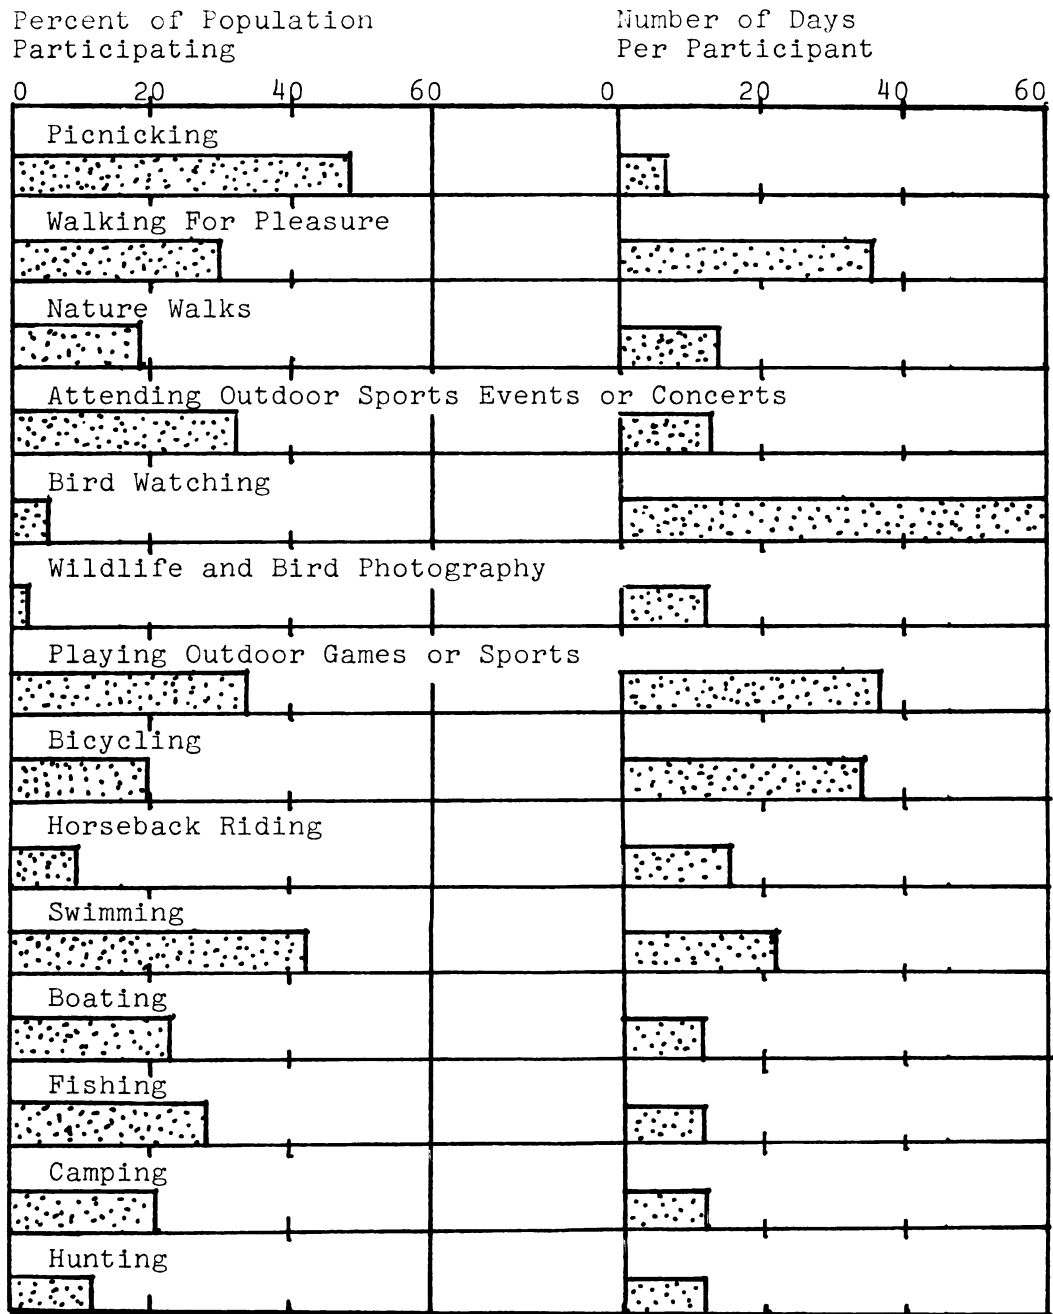 Percent of Population
Participating
Number of Days
Per Participant
0 20 40 60
0 20 40 60
Picnicking
Walking For Pleasure
Nature Walks
Attending Outdoor Sports Events or Concerts
Bird Watching
Wildlife and Bird Photography
Playing Outdoor Games or Sports
Bicycling
Horseback Riding
Swimming
Boating
Fishing
Camping
Hunting